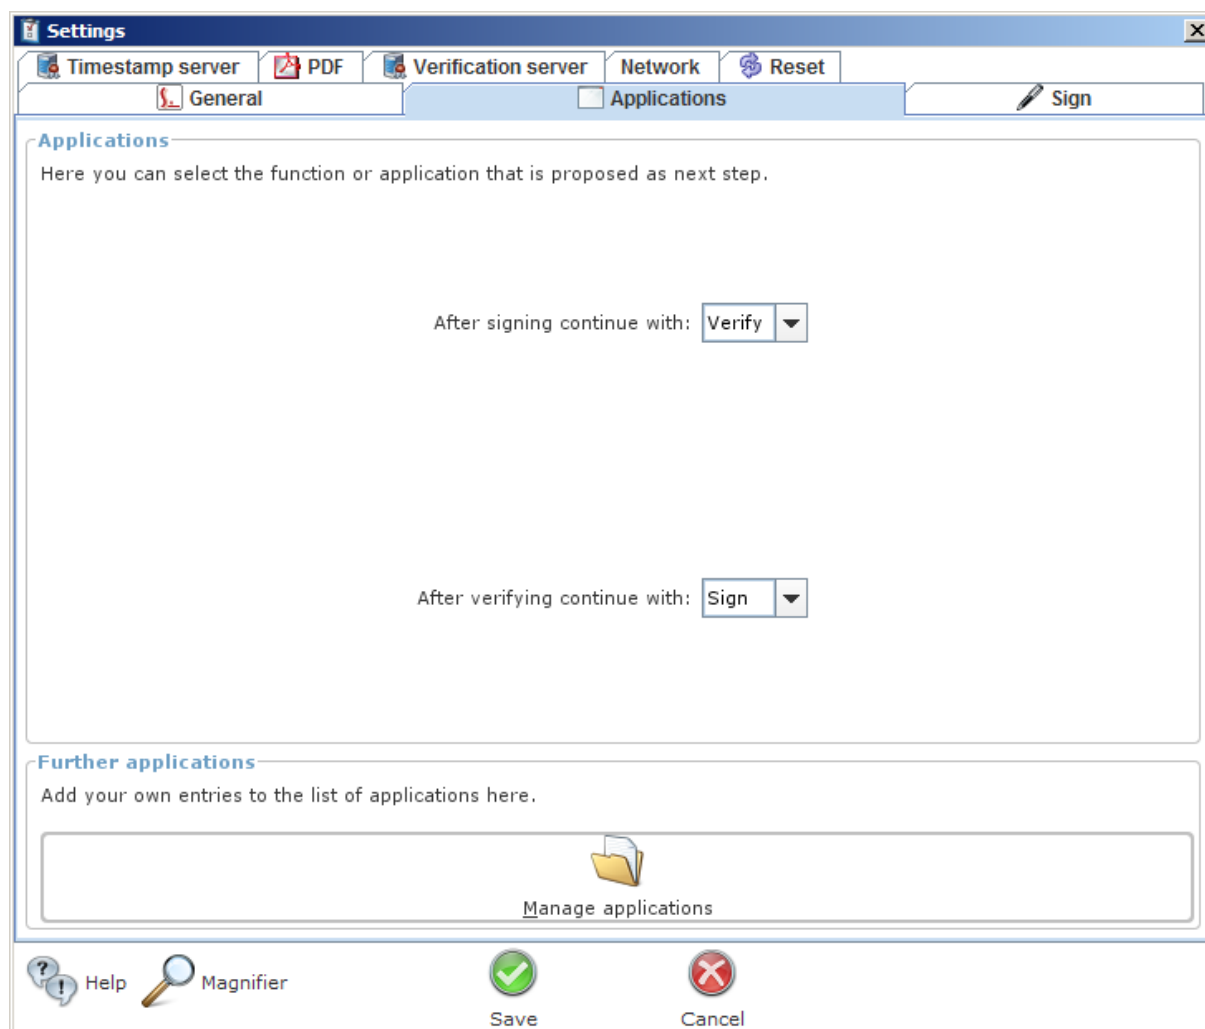 Settings
Timestamp server PDF Verification server Network Reset
General Applications Sign
Applications
Here you can select the function or application that is proposed as next step.
After signing continue with: Verify
After verifying continue with: Sign
Further applications
Add your own entries to the list of applications here.
Manage applications
Help Magnifier
Save Cancel